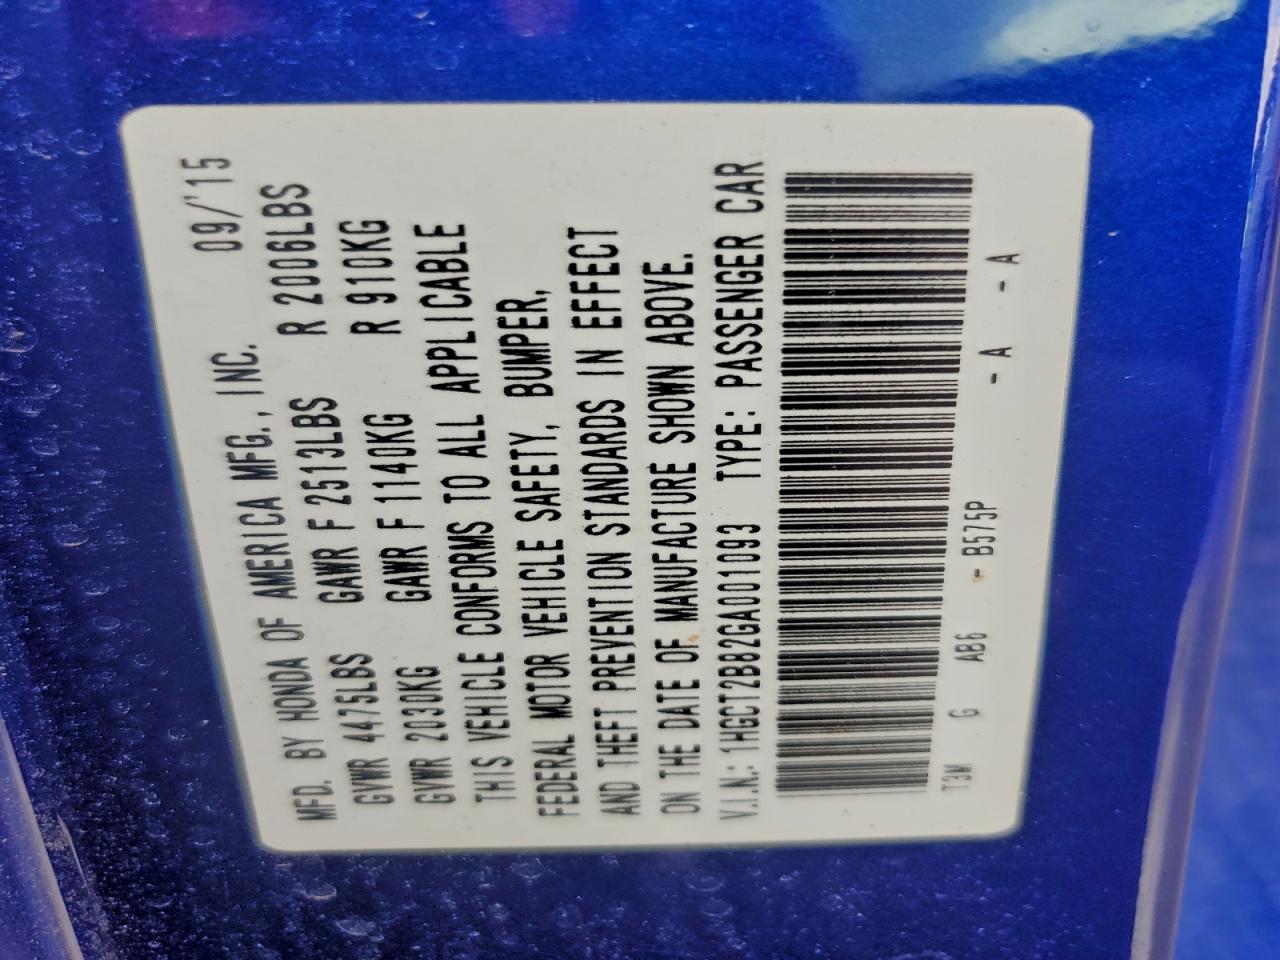 MFD. BY HONDA OF AMERICA MFG., INC. 09/'15
GVWR 4475LBS GAWR F 2513LBS R 2006LBS
GVWR 2030KG GAWR F 1140KG R 910KG
THIS VEHICLE CONFORMS TO ALL APPLICABLE
FEDERAL MOTOR VEHICLE SAFETY, BUMPER,
AND THEFT PREVENTION STANDARDS IN EFFECT
ON THE DATE OF MANUFACTURE SHOWN ABOVE.
V.I.N.: 1HGCT2B82GA001093 TYPE: PASSENGER CAR
T3M G AB6 - B575P - A - A